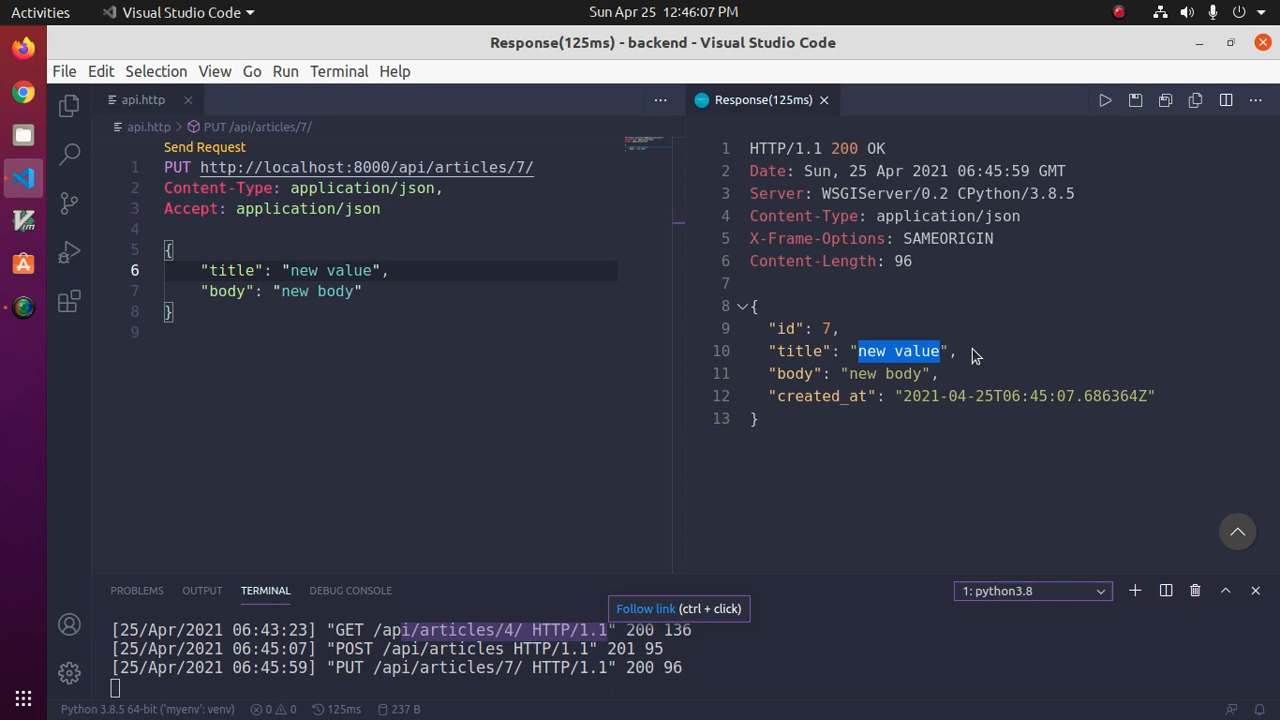 Activities
Visual Studio Code
Sun Apr 25 12:46:07 PM
Response(125ms) - backend - Visual Studio Code
File Edit Selection View Go Run Terminal Help
api.http
Response(125ms)
api.http > PUT /api/articles/7/
Send Request
1 PUT http://localhost:8000/api/articles/7/
2 Content-Type: application/json,
3 Accept: application/json
4
5 {
6 "title": "new value",
7 "body": "new body"
8 }
9
1 HTTP/1.1 200 OK
2 Date: Sun, 25 Apr 2021 06:45:59 GMT
3 Server: WSGIServer/0.2 CPython/3.8.5
4 Content-Type: application/json
5 X-Frame-Options: SAMEORIGIN
6 Content-Length: 96
7
8 {
9 "id": 7,
10 "title": "new value",
11 "body": "new body",
12 "created_at": "2021-04-25T06:45:07.686364Z"
13 }
PROBLEMS OUTPUT TERMINAL DEBUG CONSOLE
1: python3.8
Follow link (ctrl + click)
[25/Apr/2021 06:43:23] "GET /api/articles/4/ HTTP/1.1" 200 136
[25/Apr/2021 06:45:07] "POST /api/articles HTTP/1.1" 201 95
[25/Apr/2021 06:45:59] "PUT /api/articles/7/ HTTP/1.1" 200 96
Python 3.8.5 64-bit ('myenv': venv) 0 0 125ms 237 B